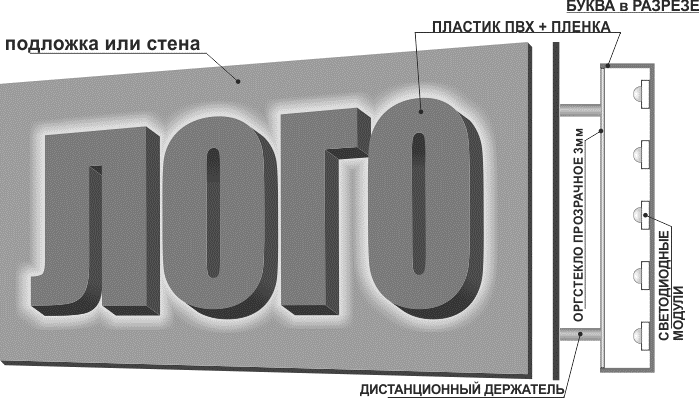 БУКВА в РАЗРЕЗЕ
ПЛАСТИК ПВХ + ПЛЕНКА
подложка или стена
ЛОГО
ОРГСТЕКЛО ПРОЗРАЧНОЕ 3мм
СВЕТОДИОДНЫЕ
МОДУЛИ
ДИСТАНЦИОННЫЙ ДЕРЖАТЕЛЬ